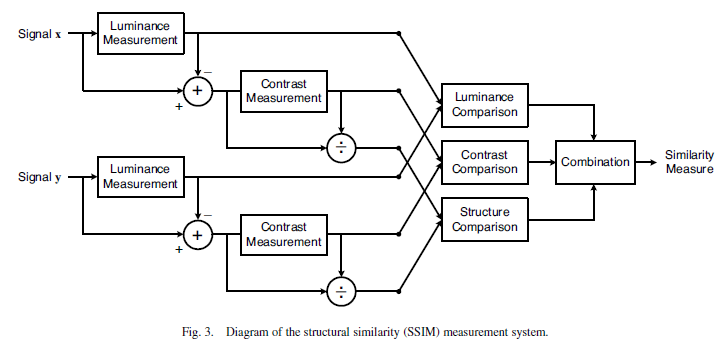 Signal x
Luminance
Measurement
−
+
+
Contrast
Measurement
÷
Luminance
Comparison
Signal y
Luminance
Measurement
−
+
+
Contrast
Measurement
÷
Contrast
Comparison
Structure
Comparison
Combination
Similarity
Measure
Fig. 3. Diagram of the structural similarity (SSIM) measurement system.